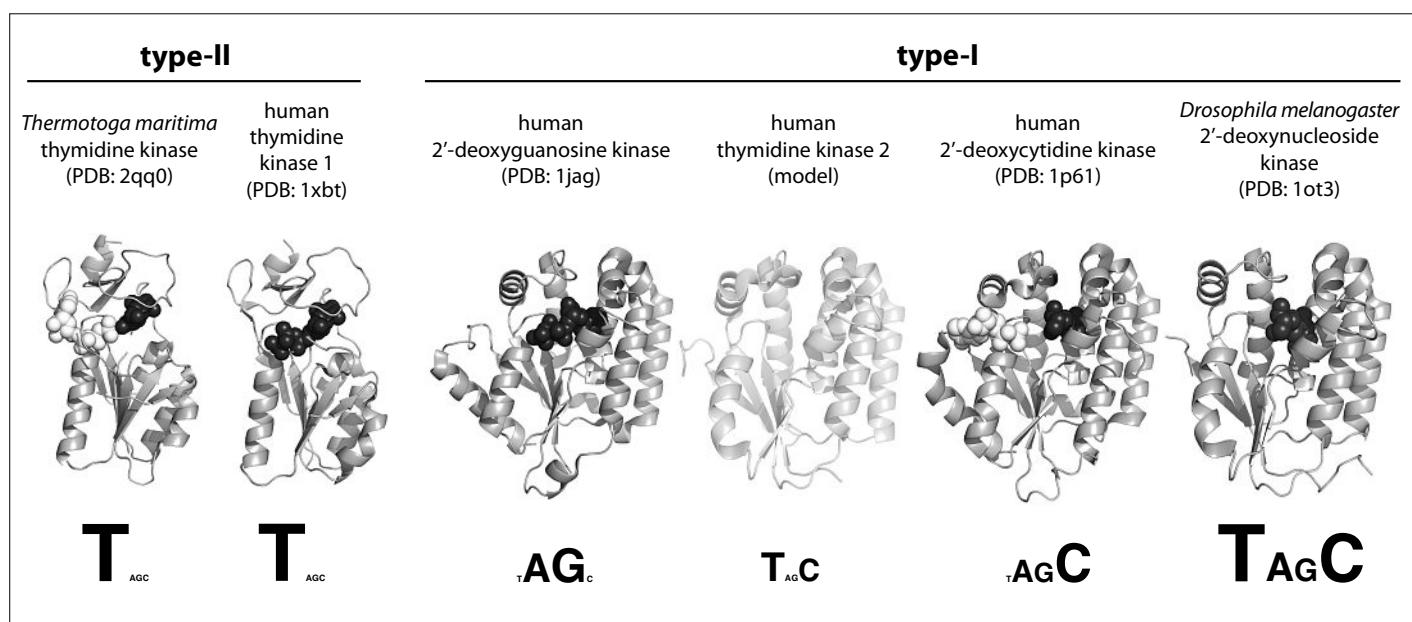 type-II
type-I
Thermotoga maritima
thymidine kinase
(PDB: 2qq0)
human
thymidine
kinase 1
(PDB: 1xbt)
human
2′-deoxyguanosine kinase
(PDB: 1jag)
human
thymidine kinase 2
(model)
human
2′-deoxycytidine kinase
(PDB: 1p61)
Drosophila melanogaster
2′-deoxynucleoside
kinase
(PDB: 1ot3)
TAGC
TAGC
TAGC
TAGC
TAGC
TAGC